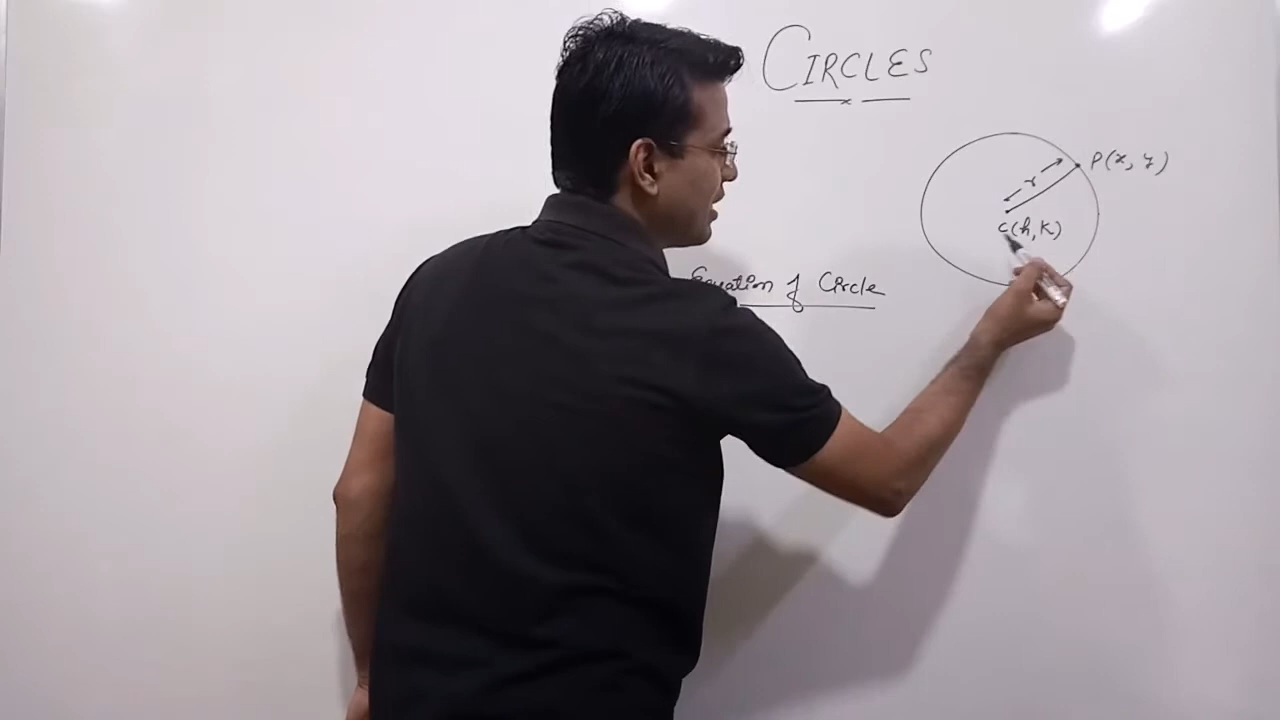 CIRCLES
P(x, y)
r
C(h, K)
Equation of Circle